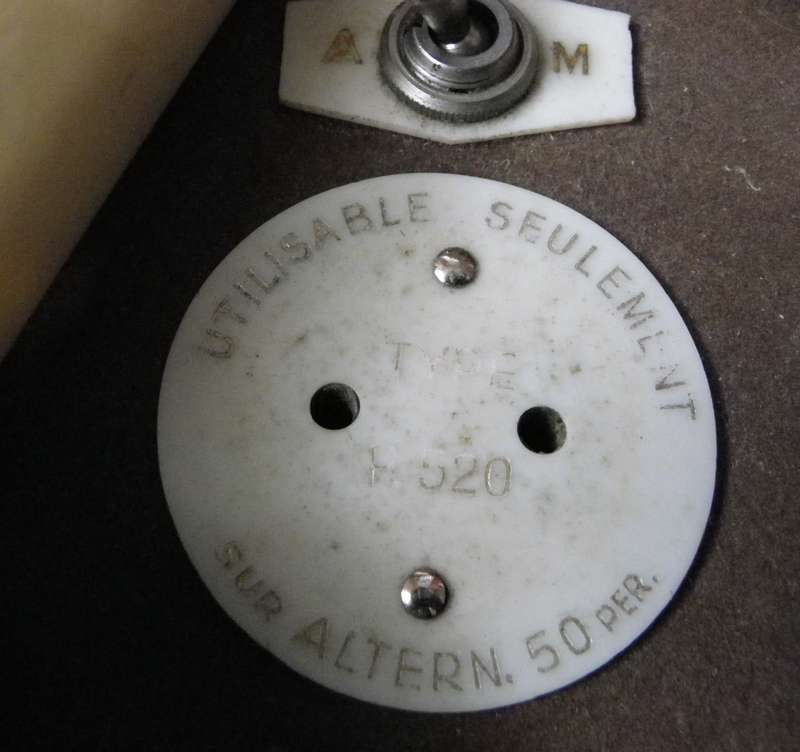 A M
UTILISABLE SEULEMENT
TYPE
520
SUR ALTERN. 50 PER.